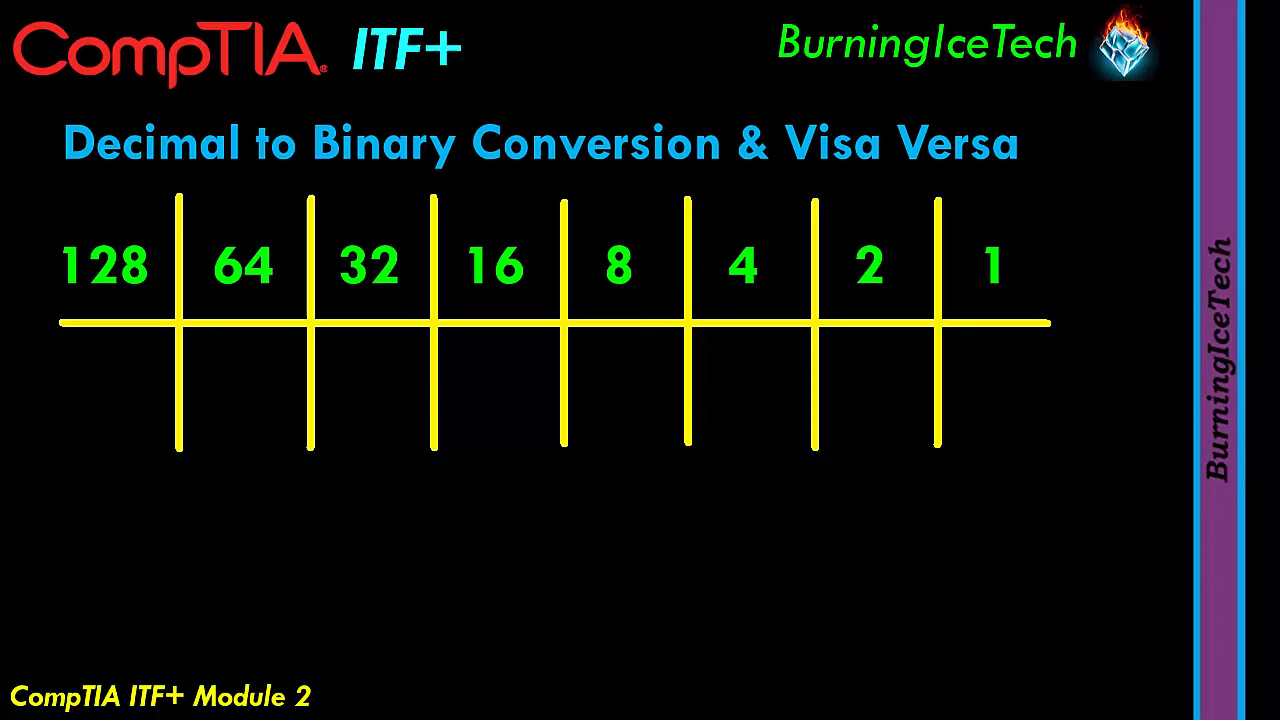 CompTIA® ITF+
BurningIceTech
Decimal to Binary Conversion & Visa Versa
128 64 32 16 8 4 2 1
BurningIceTech
CompTIA ITF+ Module 2